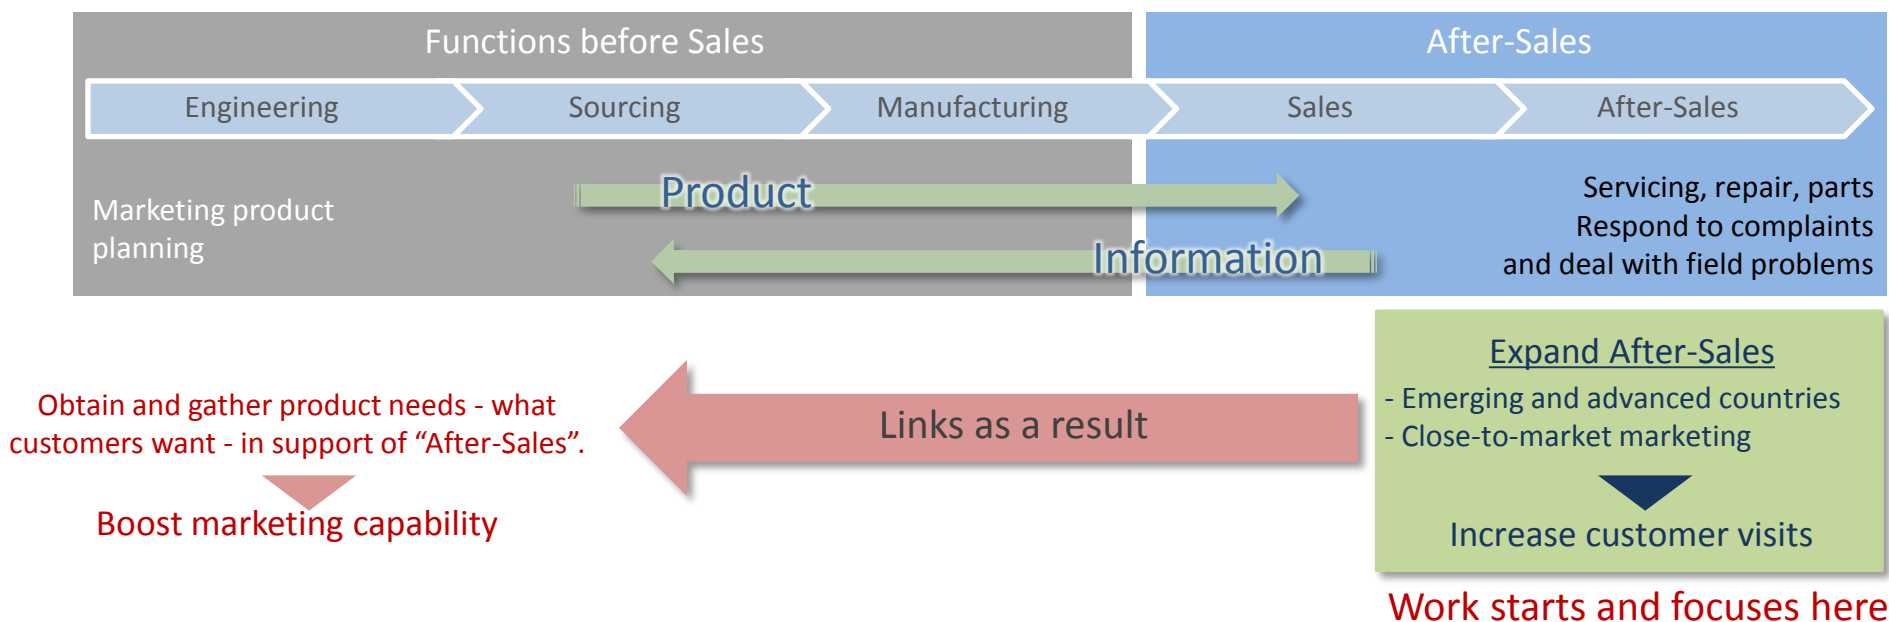 Functions before Sales
After-Sales
Engineering
Sourcing
Manufacturing
Sales
After-Sales
Marketing product
planning
Product
Information
Servicing, repair, parts
Respond to complaints
and deal with field problems
Obtain and gather product needs - what
customers want - in support of “After-Sales”.
Boost marketing capability
Links as a result
Expand After-Sales
- Emerging and advanced countries
- Close-to-market marketing
Increase customer visits
Work starts and focuses here